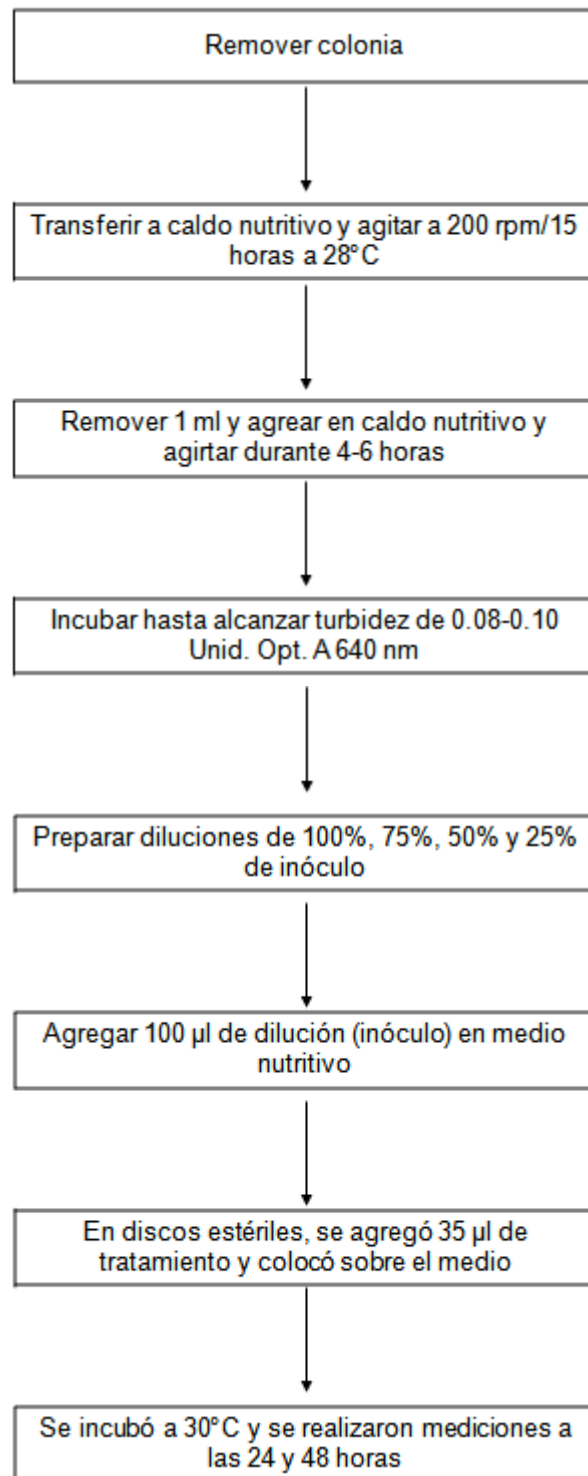 Remover colonia
Transferir a caldo nutritivo y agitar a 200 rpm/15
horas a 28°C
Remover 1 ml y agrear en caldo nutritivo y
agirtar durante 4-6 horas
Incubar hasta alcanzar turbidez de 0.08-0.10
Unid. Opt. A 640 nm
Preparar diluciones de 100%, 75%, 50% y 25%
de inóculo
Agregar 100 µl de dilución (inóculo) en medio
nutritivo
En discos estériles, se agregó 35 µl de
tratamiento y colocó sobre el medio
Se incubó a 30°C y se realizaron mediciones a
las 24 y 48 horas